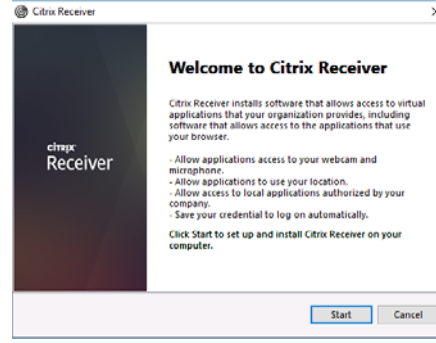 Citrix Receiver
Welcome to Citrix Receiver
Citrix Receiver installs software that allows access to virtual
applications that your organization provides, including
software that allows access to the applications that use
your browser.
- Allow applications access to your webcam and
microphone.
- Allow applications to use your location.
- Allow access to local applications authorized by your
company.
- Save your credential to log on automatically.
Click Start to set up and install Citrix Receiver on your
computer.
citrix
Receiver
Start Cancel